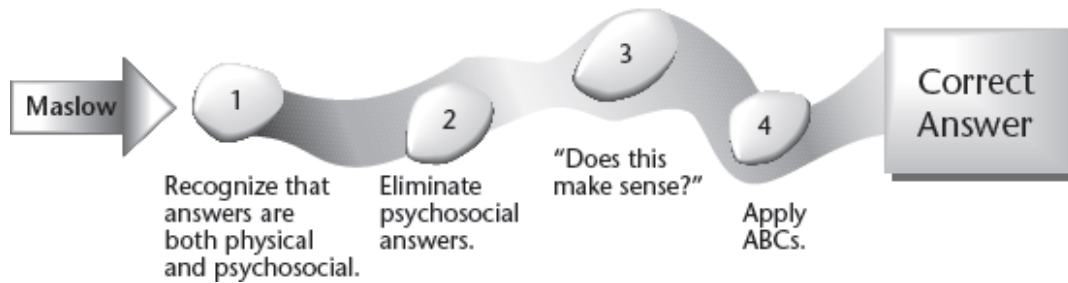 Maslow
1
Recognize that
answers are
both physical
and psychosocial.
2
Eliminate
psychosocial
answers.
3
“Does this
make sense?”
4
Apply
ABCs.
Correct
Answer